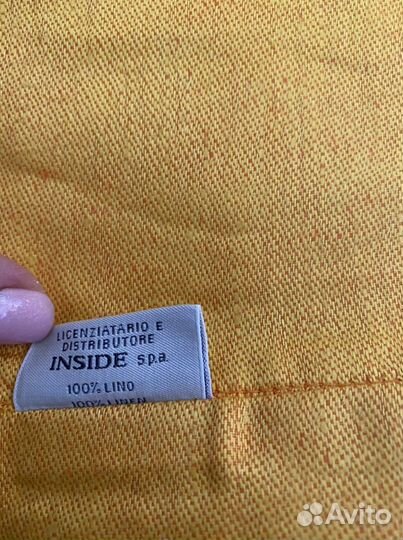 LICENZIATARIO E
DISTRIBUTORE
INSIDE s.p.a.
100% LINO
100% LINEN
Avito